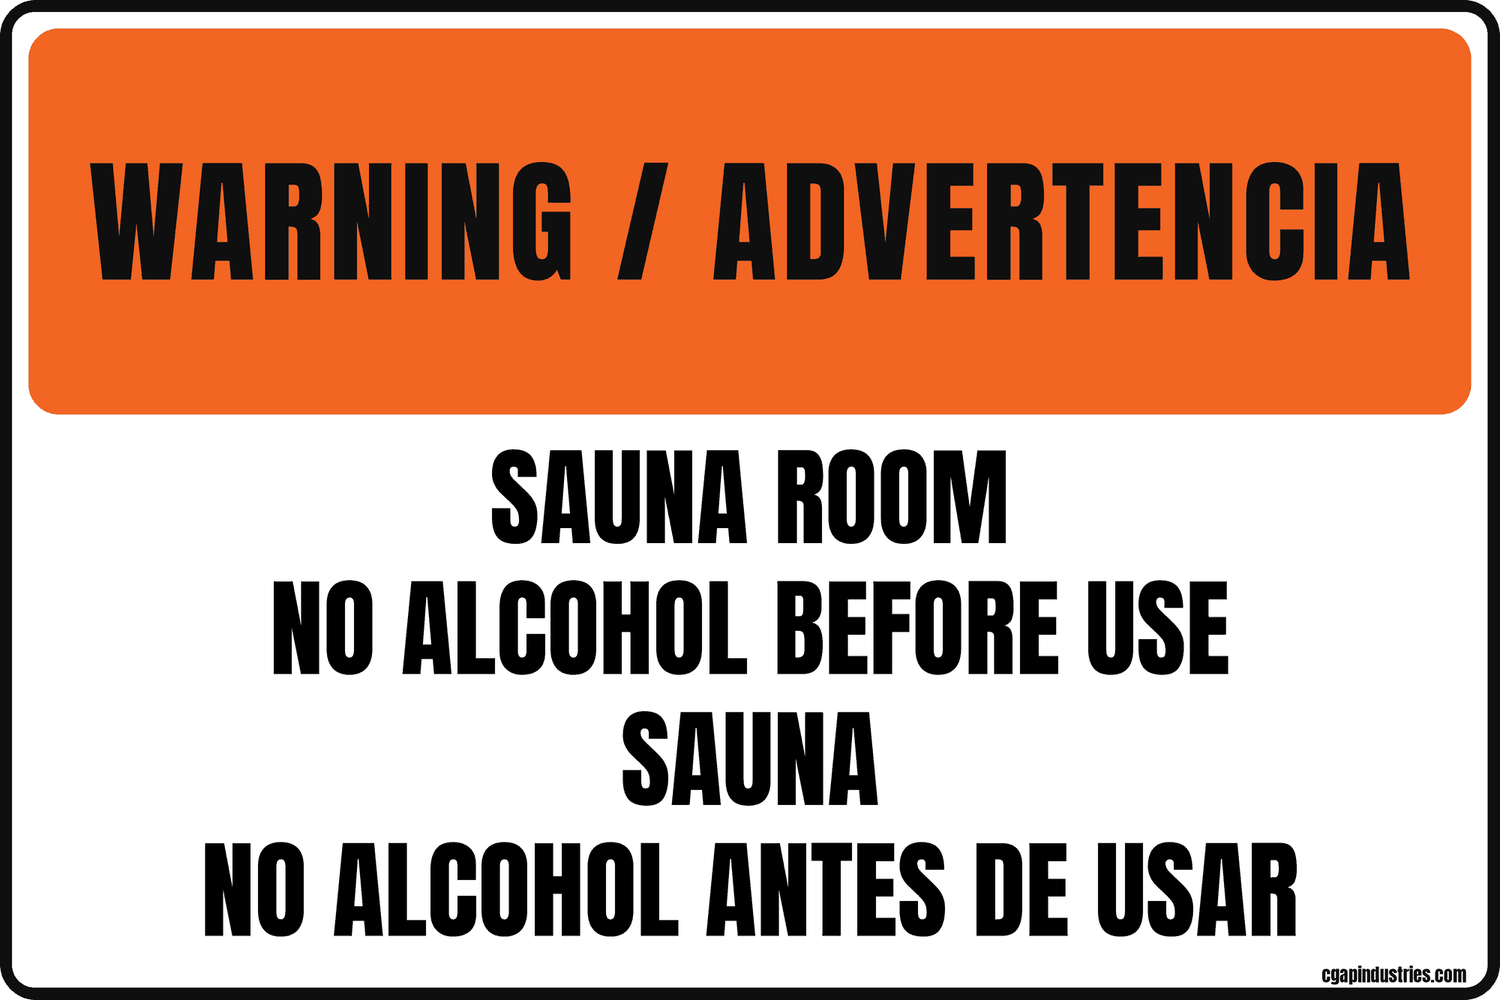 WARNING / ADVERTENCIA
SAUNA ROOM
NO ALCOHOL BEFORE USE
SAUNA
NO ALCOHOL ANTES DE USAR
cgapindustries.com